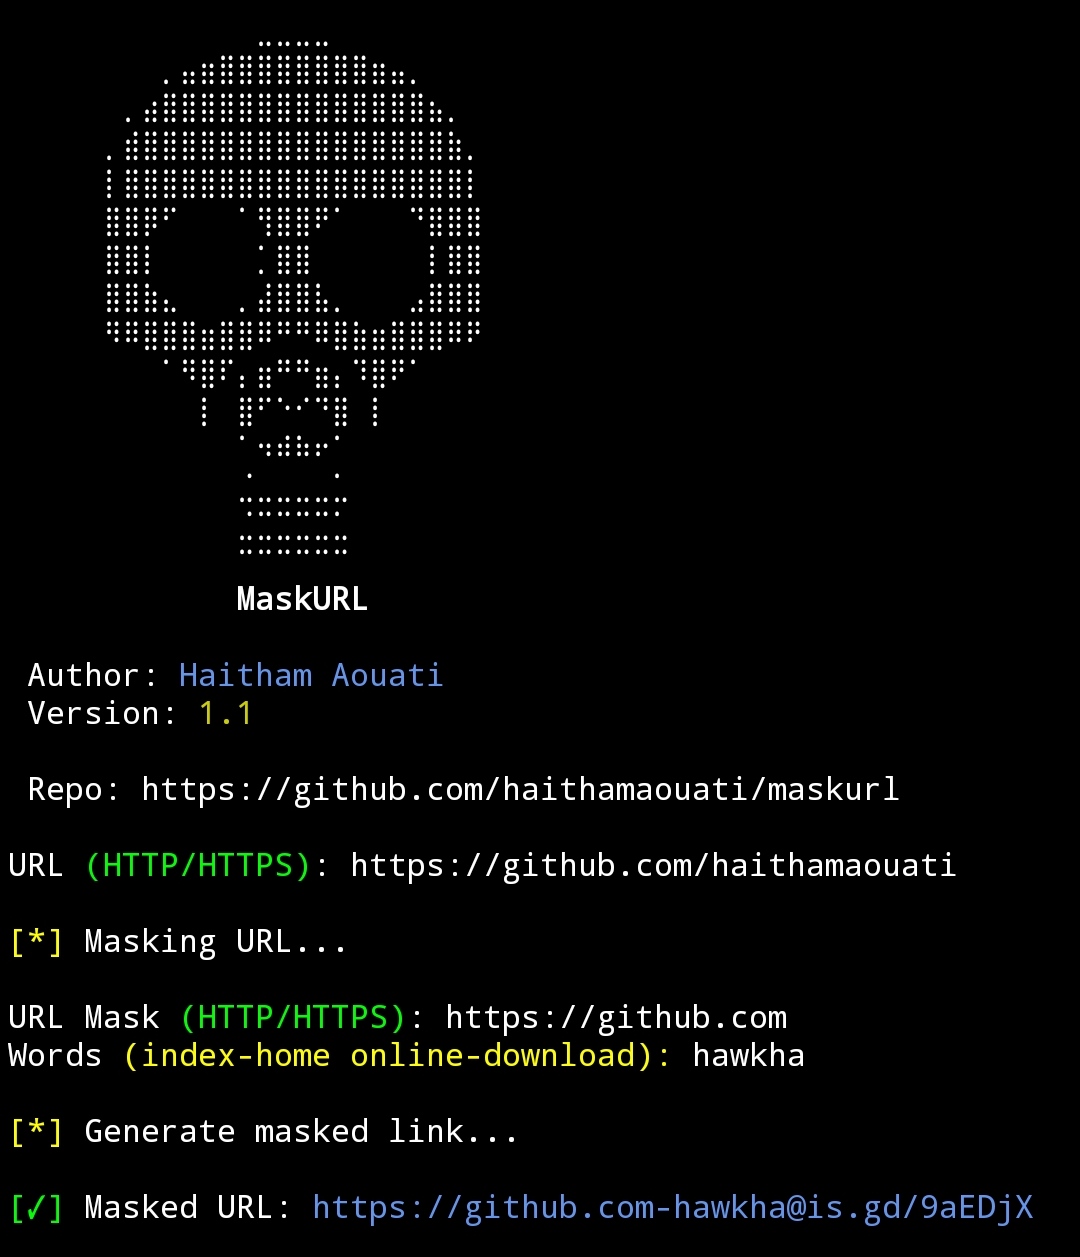 MaskURL
Author: Haitham Aouati
Version: 1.1
Repo: https://github.com/haithamaouati/maskurl
URL (HTTP/HTTPS): https://github.com/haithamaouati
[*] Masking URL...
URL Mask (HTTP/HTTPS): https://github.com
Words (index-home online-download): hawkha
[*] Generate masked link...
[✓] Masked URL: https://github.com-hawkha@is.gd/9aEDjX